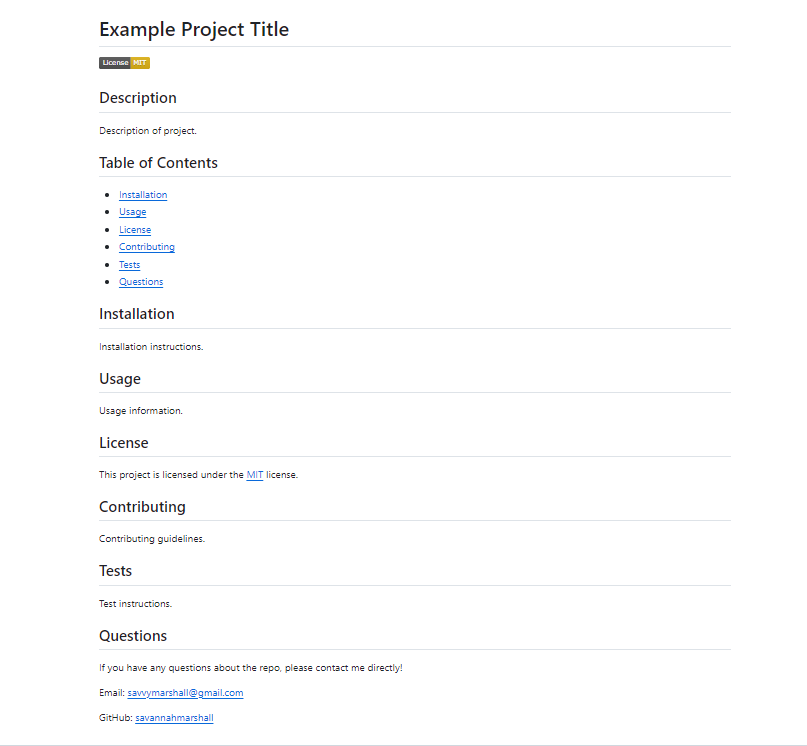 Example Project Title
License MIT
Description
Description of project.
Table of Contents
Installation
Usage
License
Contributing
Tests
Questions
Installation
Installation instructions.
Usage
Usage information.
License
This project is licensed under the MIT license.
Contributing
Contributing guidelines.
Tests
Test instructions.
Questions
If you have any questions about the repo, please contact me directly!
Email: savvymarshall@gmail.com
GitHub: savannahmarshall